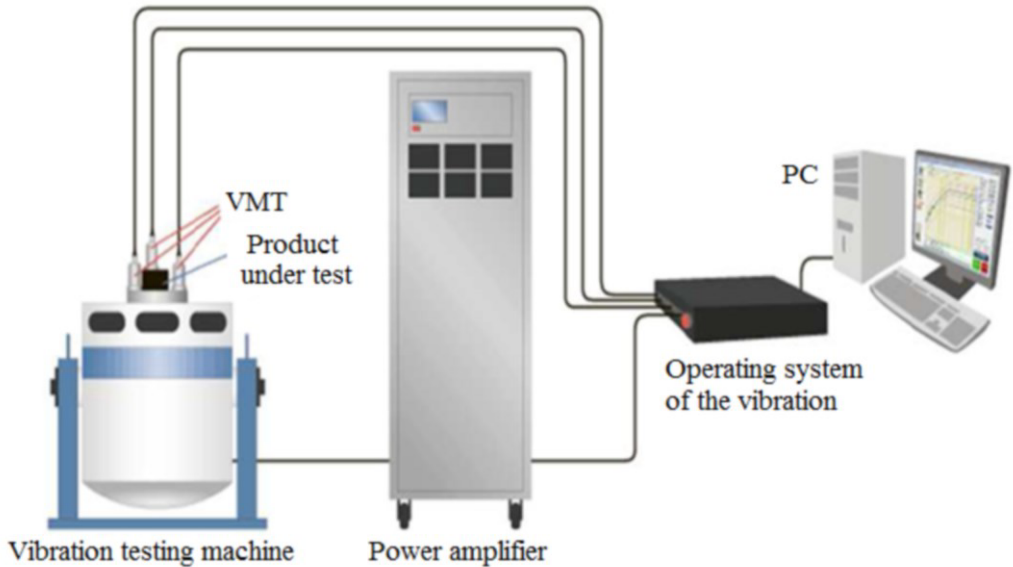 VMT
Product
under test
PC
Operating system
of the vibration
Vibration testing machine
Power amplifier